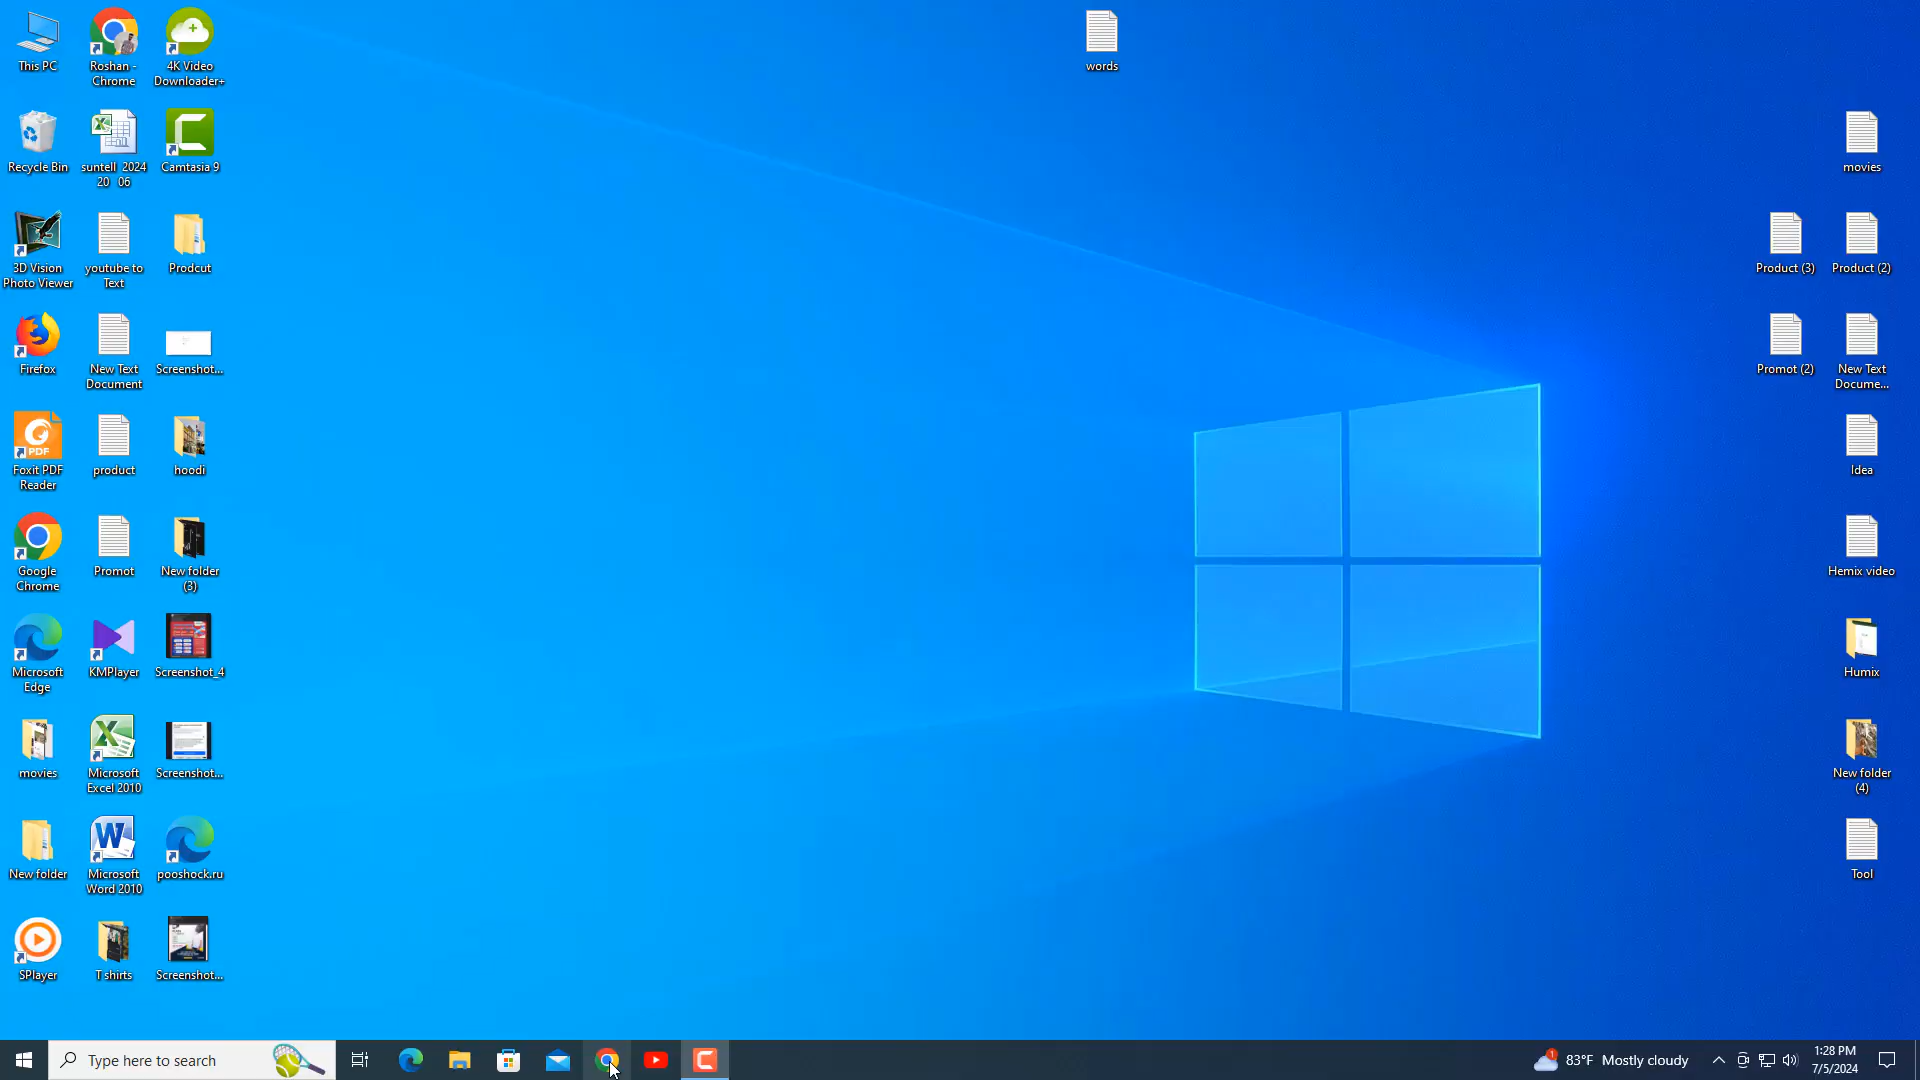 This PC
Roshan -
Chrome
4K Video
Downloader+
words
Recycle Bin
suntell_2024
20_06
Camtasia 9
movies
3D Vision
Photo Viewer
youtube to
Text
Prodcut
Product (3)
Product (2)
Firefox
New Text
Document
Screenshot...
Promot (2)
New Text
Docume...
PDF
Foxit PDF
Reader
product
hoodi
Idea
Google
Chrome
Promot
New folder
(3)
Hemix video
Microsoft
Edge
KMPlayer
Screenshot_4
Humix
movies
Microsoft
Excel 2010
Screenshot...
New folder
(4)
New folder
Microsoft
Word 2010
pooshock.ru
Tool
SPlayer
T shirts
Screenshot...
Type here to search
1
83°F Mostly cloudy
1:28 PM
7/5/2024